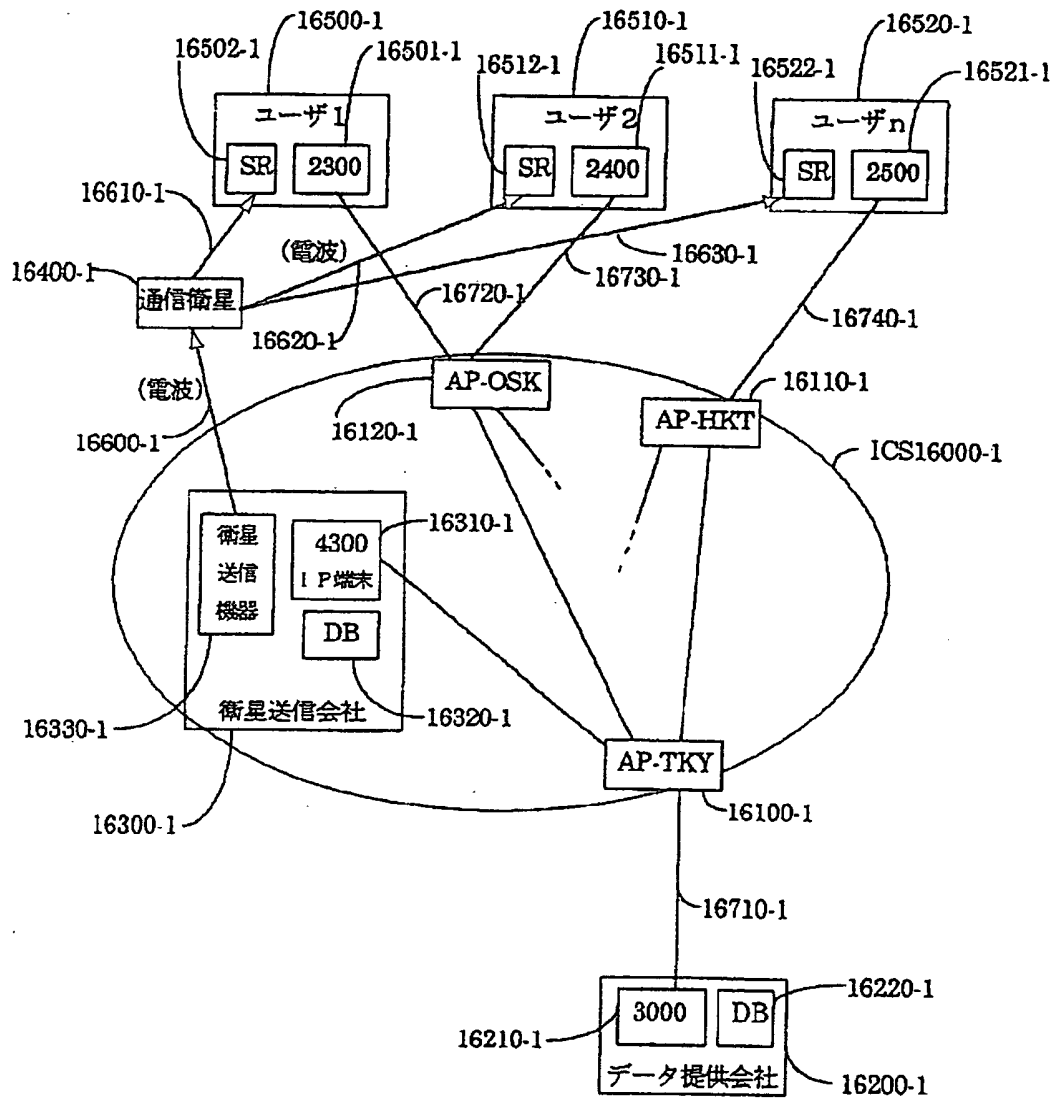 16500-1
16510-1
16520-1
16502-1
16501-1
16512-1
16511-1
16522-1
16521-1
ユーザ1
ユーザ2
ユーザn
SR
2300
SR
2400
SR
2500
16610-1
(電波)
16630-1
16730-1
16400-1
通信衛星
16720-1
16620-1
16740-1
(電波)
AP-OSK
16110-1
16120-1
AP-HKT
16600-1
ICS16000-1
衛星
送信
機器
4300
IP端末
16310-1
DB
衛星送信会社
16330-1
16320-1
AP-TKY
16300-1
16100-1
16710-1
3000
DB
16220-1
16210-1
データ提供会社
16200-1